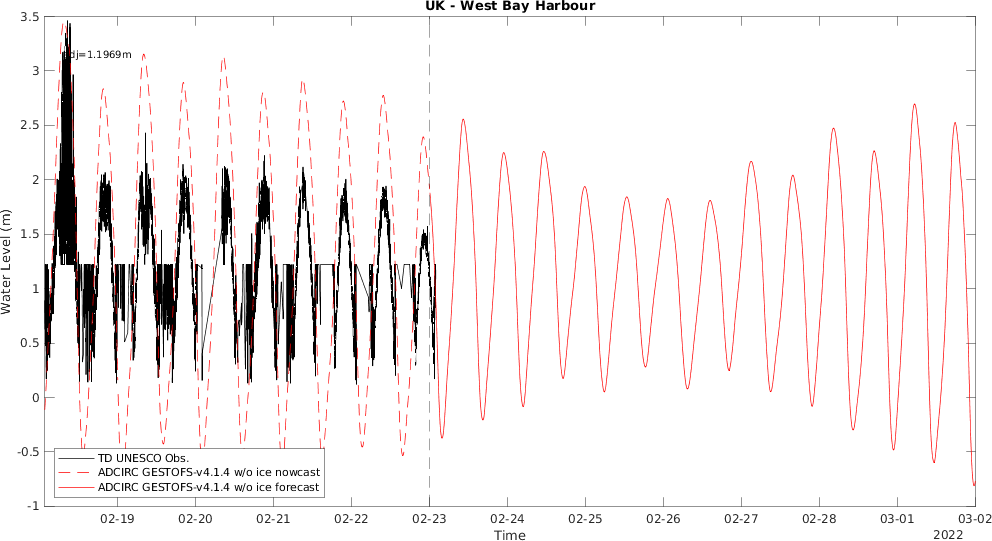 UK - West Bay Harbour
3.5
3
2.5
2
1.5
1
0.5
0
-0.5
-1
Water Level (m)
dj=1.1969m
TD UNESCO Obs.
ADCIRC GESTOFS-v4.1.4 w/o ice nowcast
ADCIRC GESTOFS-v4.1.4 w/o ice forecast
02-19 02-20 02-21 02-22 02-23 02-24 02-25 02-26 02-27 02-28 03-01 03-02
Time
2022